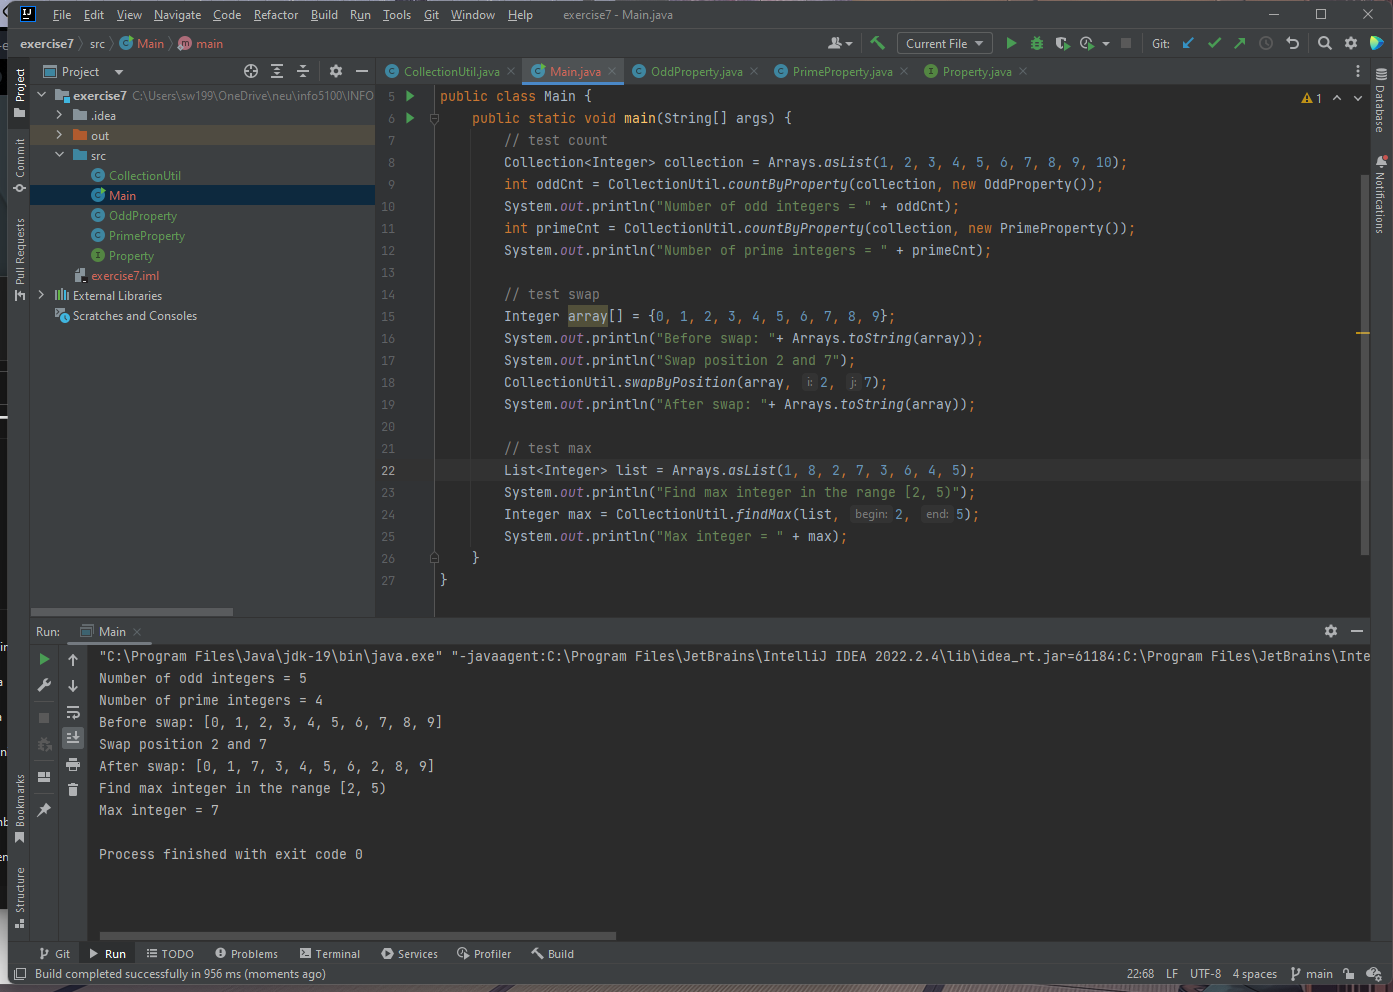 File Edit View Navigate Code Refactor Build Run Tools Git Window Help exercise7 - Main.java
exercise7 src Main main Current File Git:
Project
CollectionUtil.java Main.java OddProperty.java PrimeProperty.java Property.java
exercise7 C:\Users\sw199\OneDrive\neu\info5100\INFO
.idea
out
src
CollectionUtil
Main
OddProperty
PrimeProperty
Property
exercise7.iml
External Libraries
Scratches and Consoles
Project
Commit
Pull Requests
Bookmarks
Structure
Database
Notifications
1
5 public class Main {
6 public static void main(String[] args) {
7 // test count
8 Collection<Integer> collection = Arrays.asList(1, 2, 3, 4, 5, 6, 7, 8, 9, 10);
9 int oddCnt = CollectionUtil.countByProperty(collection, new OddProperty());
10 System.out.println("Number of odd integers = " + oddCnt);
11 int primeCnt = CollectionUtil.countByProperty(collection, new PrimeProperty());
12 System.out.println("Number of prime integers = " + primeCnt);
13
14 // test swap
15 Integer array[] = {0, 1, 2, 3, 4, 5, 6, 7, 8, 9};
16 System.out.println("Before swap: "+ Arrays.toString(array));
17 System.out.println("Swap position 2 and 7");
18 CollectionUtil.swapByPosition(array, i: 2, j: 7);
19 System.out.println("After swap: "+ Arrays.toString(array));
20
21 // test max
22 List<Integer> list = Arrays.asList(1, 8, 2, 7, 3, 6, 4, 5);
23 System.out.println("Find max integer in the range [2, 5)");
24 Integer max = CollectionUtil.findMax(list, begin: 2, end: 5);
25 System.out.println("Max integer = " + max);
26 }
27 }
Run: Main
"C:\Program Files\Java\jdk-19\bin\java.exe" "-javaagent:C:\Program Files\JetBrains\IntelliJ IDEA 2022.2.4\lib\idea_rt.jar=61184:C:\Program Files\JetBrains\Inte
Number of odd integers = 5
Number of prime integers = 4
Before swap: [0, 1, 2, 3, 4, 5, 6, 7, 8, 9]
Swap position 2 and 7
After swap: [0, 1, 7, 3, 4, 5, 6, 2, 8, 9]
Find max integer in the range [2, 5)
Max integer = 7
Process finished with exit code 0
Git Run TODO Problems Terminal Services Profiler Build
Build completed successfully in 956 ms (moments ago) 22:68 LF UTF-8 4 spaces main